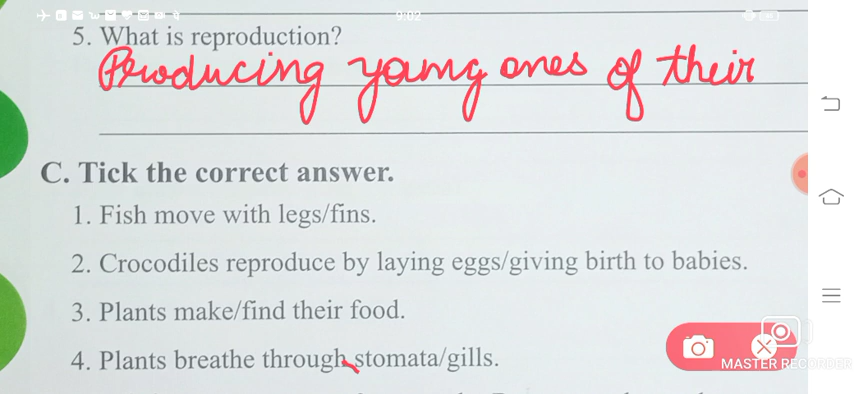 9:02
5. What is reproduction?
Producing young ones of their
C. Tick the correct answer.
1. Fish move with legs/fins.
2. Crocodiles reproduce by laying eggs/giving birth to babies.
3. Plants make/find their food.
4. Plants breathe through stomata/gills.
MASTER RECORDER